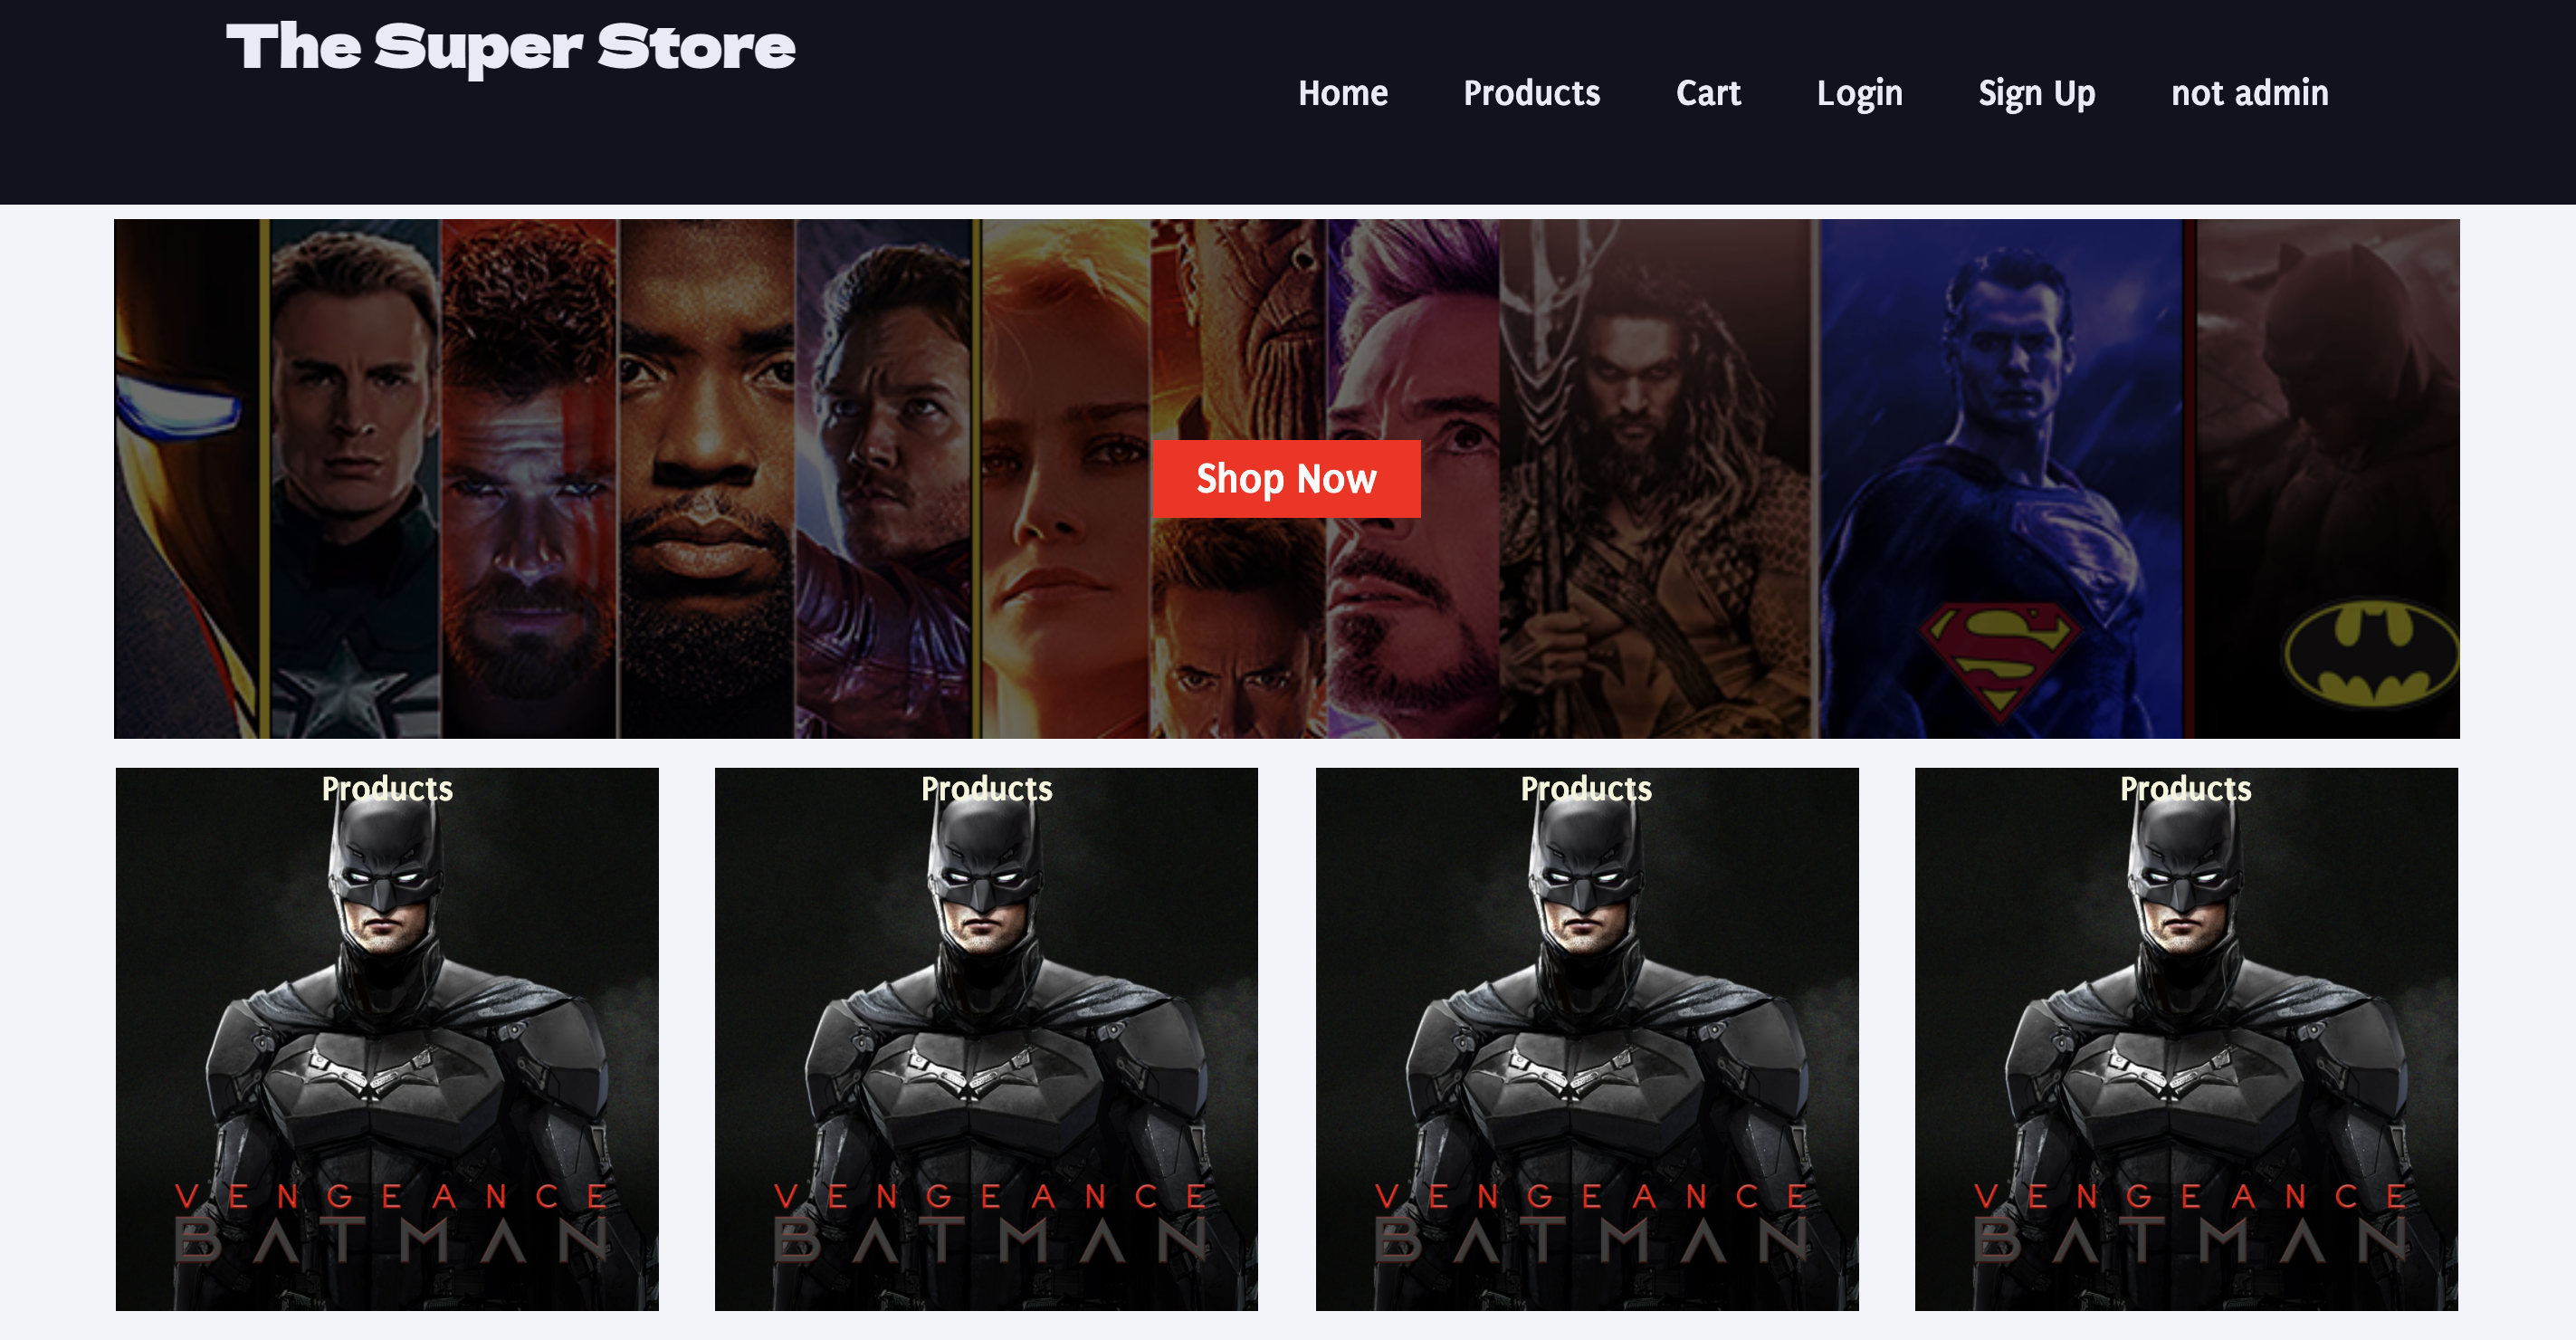 The Super Store
Home Products Cart Login Sign Up not admin
Shop Now
Products Products Products Products
VENGEANCE VENGEANCE VENGEANCE VENGEANCE
BATMAN BATMAN BATMAN BATMAN